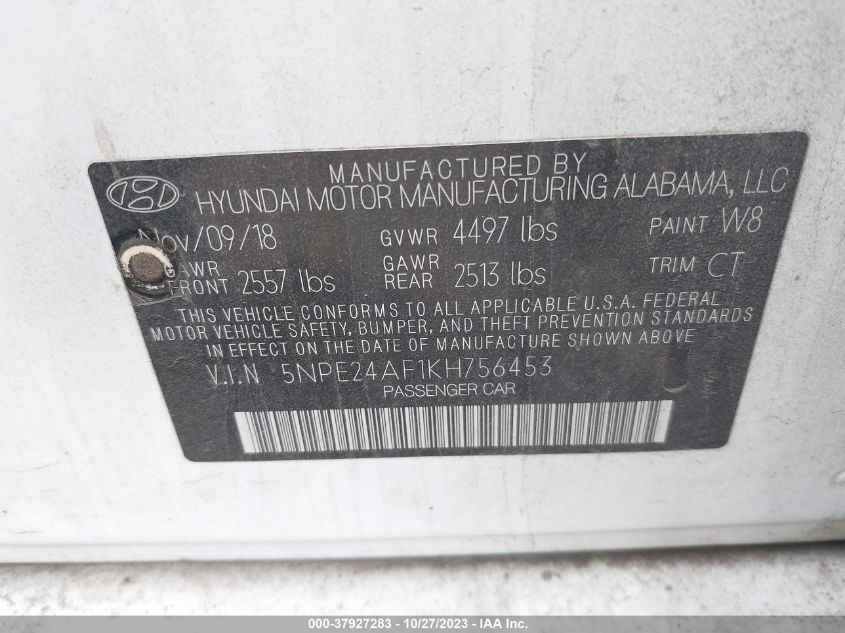 MANUFACTURED BY
HYUNDAI MOTOR MANUFACTURING ALABAMA, LLC
Nov/09/18 GVWR 4497 lbs PAINT W8
GAWR FRONT 2557 lbs GAWR REAR 2513 lbs TRIM CT
THIS VEHICLE CONFORMS TO ALL APPLICABLE U.S.A. FEDERAL
MOTOR VEHICLE SAFETY, BUMPER, AND THEFT PREVENTION STANDARDS
IN EFFECT ON THE DATE OF MANUFACTURE SHOWN ABOVE
V.I.N 5NPE24AF1KH756453
PASSENGER CAR
000-37927283 - 10/27/2023 - IAA Inc.